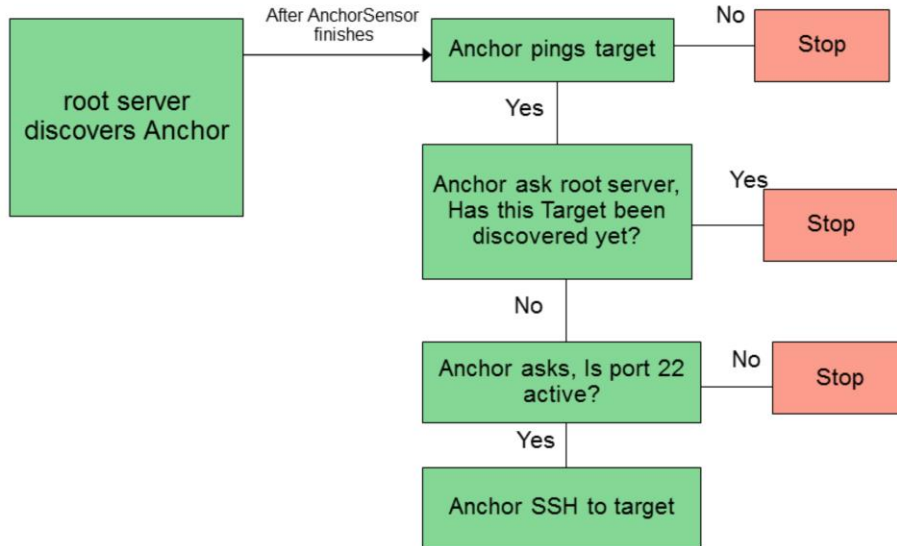 root server
discovers Anchor
After AnchorSensor
finishes
Anchor pings target
No
Stop
Yes
Anchor ask root server,
Has this Target been
discovered yet?
Yes
Stop
No
Anchor asks, Is port 22
active?
No
Stop
Yes
Anchor SSH to target